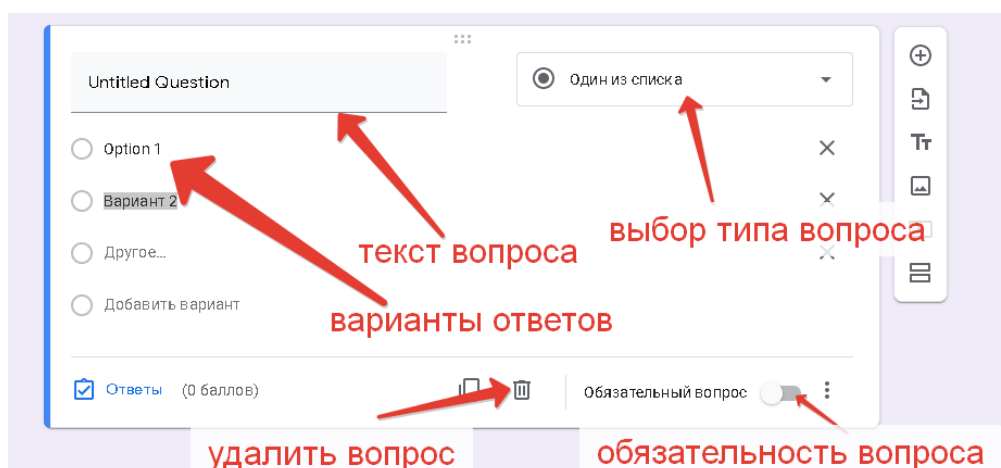 Untitled Question
Один из списка
Option 1
Tт
Вариант 2
выбор типа вопроса
текст вопроса
Другое...
Добавить вариант
варианты ответов
Ответы (0 баллов)
Обязательный вопрос
удалить вопрос
обязательность вопроса